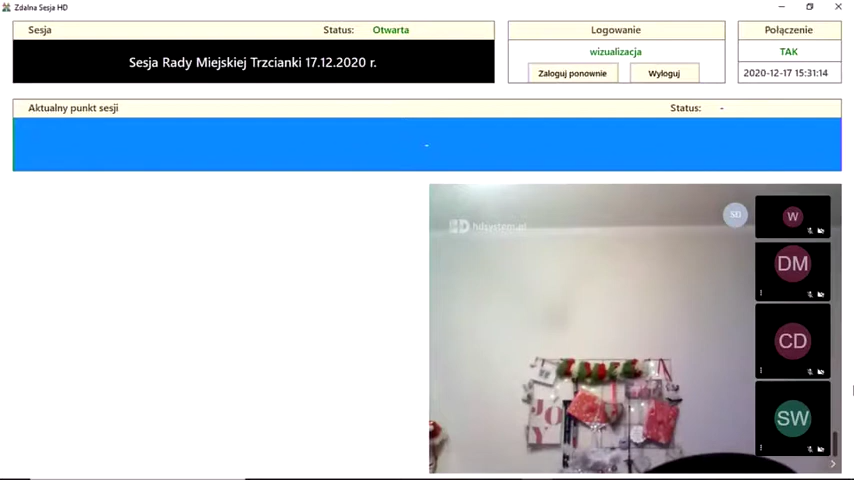 Zdalna Sesja HD
Sesja
Status: Otwarta
Logowanie
Połączenie
Sesja Rady Miejskiej Trzcianki 17.12.2020 r.
wizualizacja
TAK
Zaloguj ponownie
Wyloguj
2020-12-17 15:31:14
Aktualny punkt sesji
Status: -
-
hdsystem.pl
W
DM
CD
SW
JO
Y